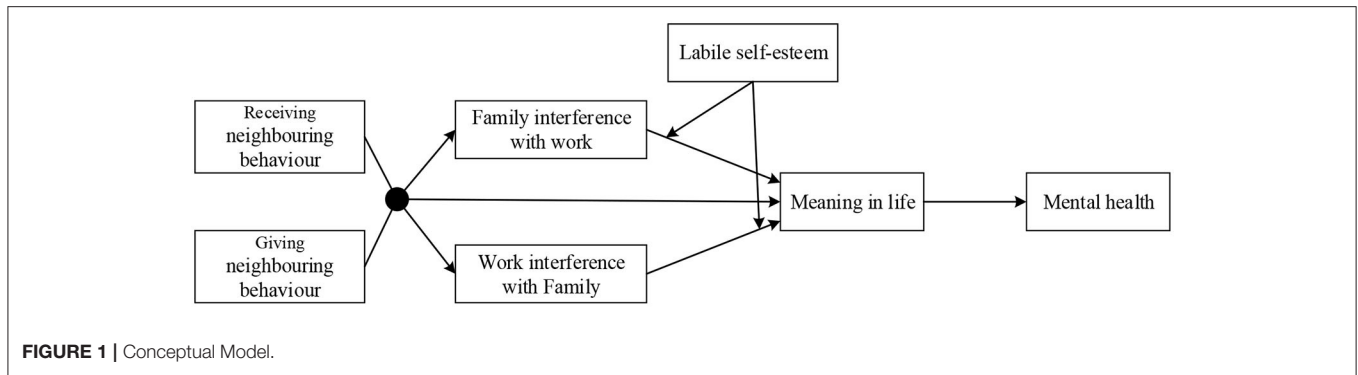 Labile self-esteem
Receiving
neighbouring
behaviour
Family interference
with work
Meaning in life
Mental health
Giving
neighbouring
behaviour
Work interference
with Family
FIGURE 1 | Conceptual Model.